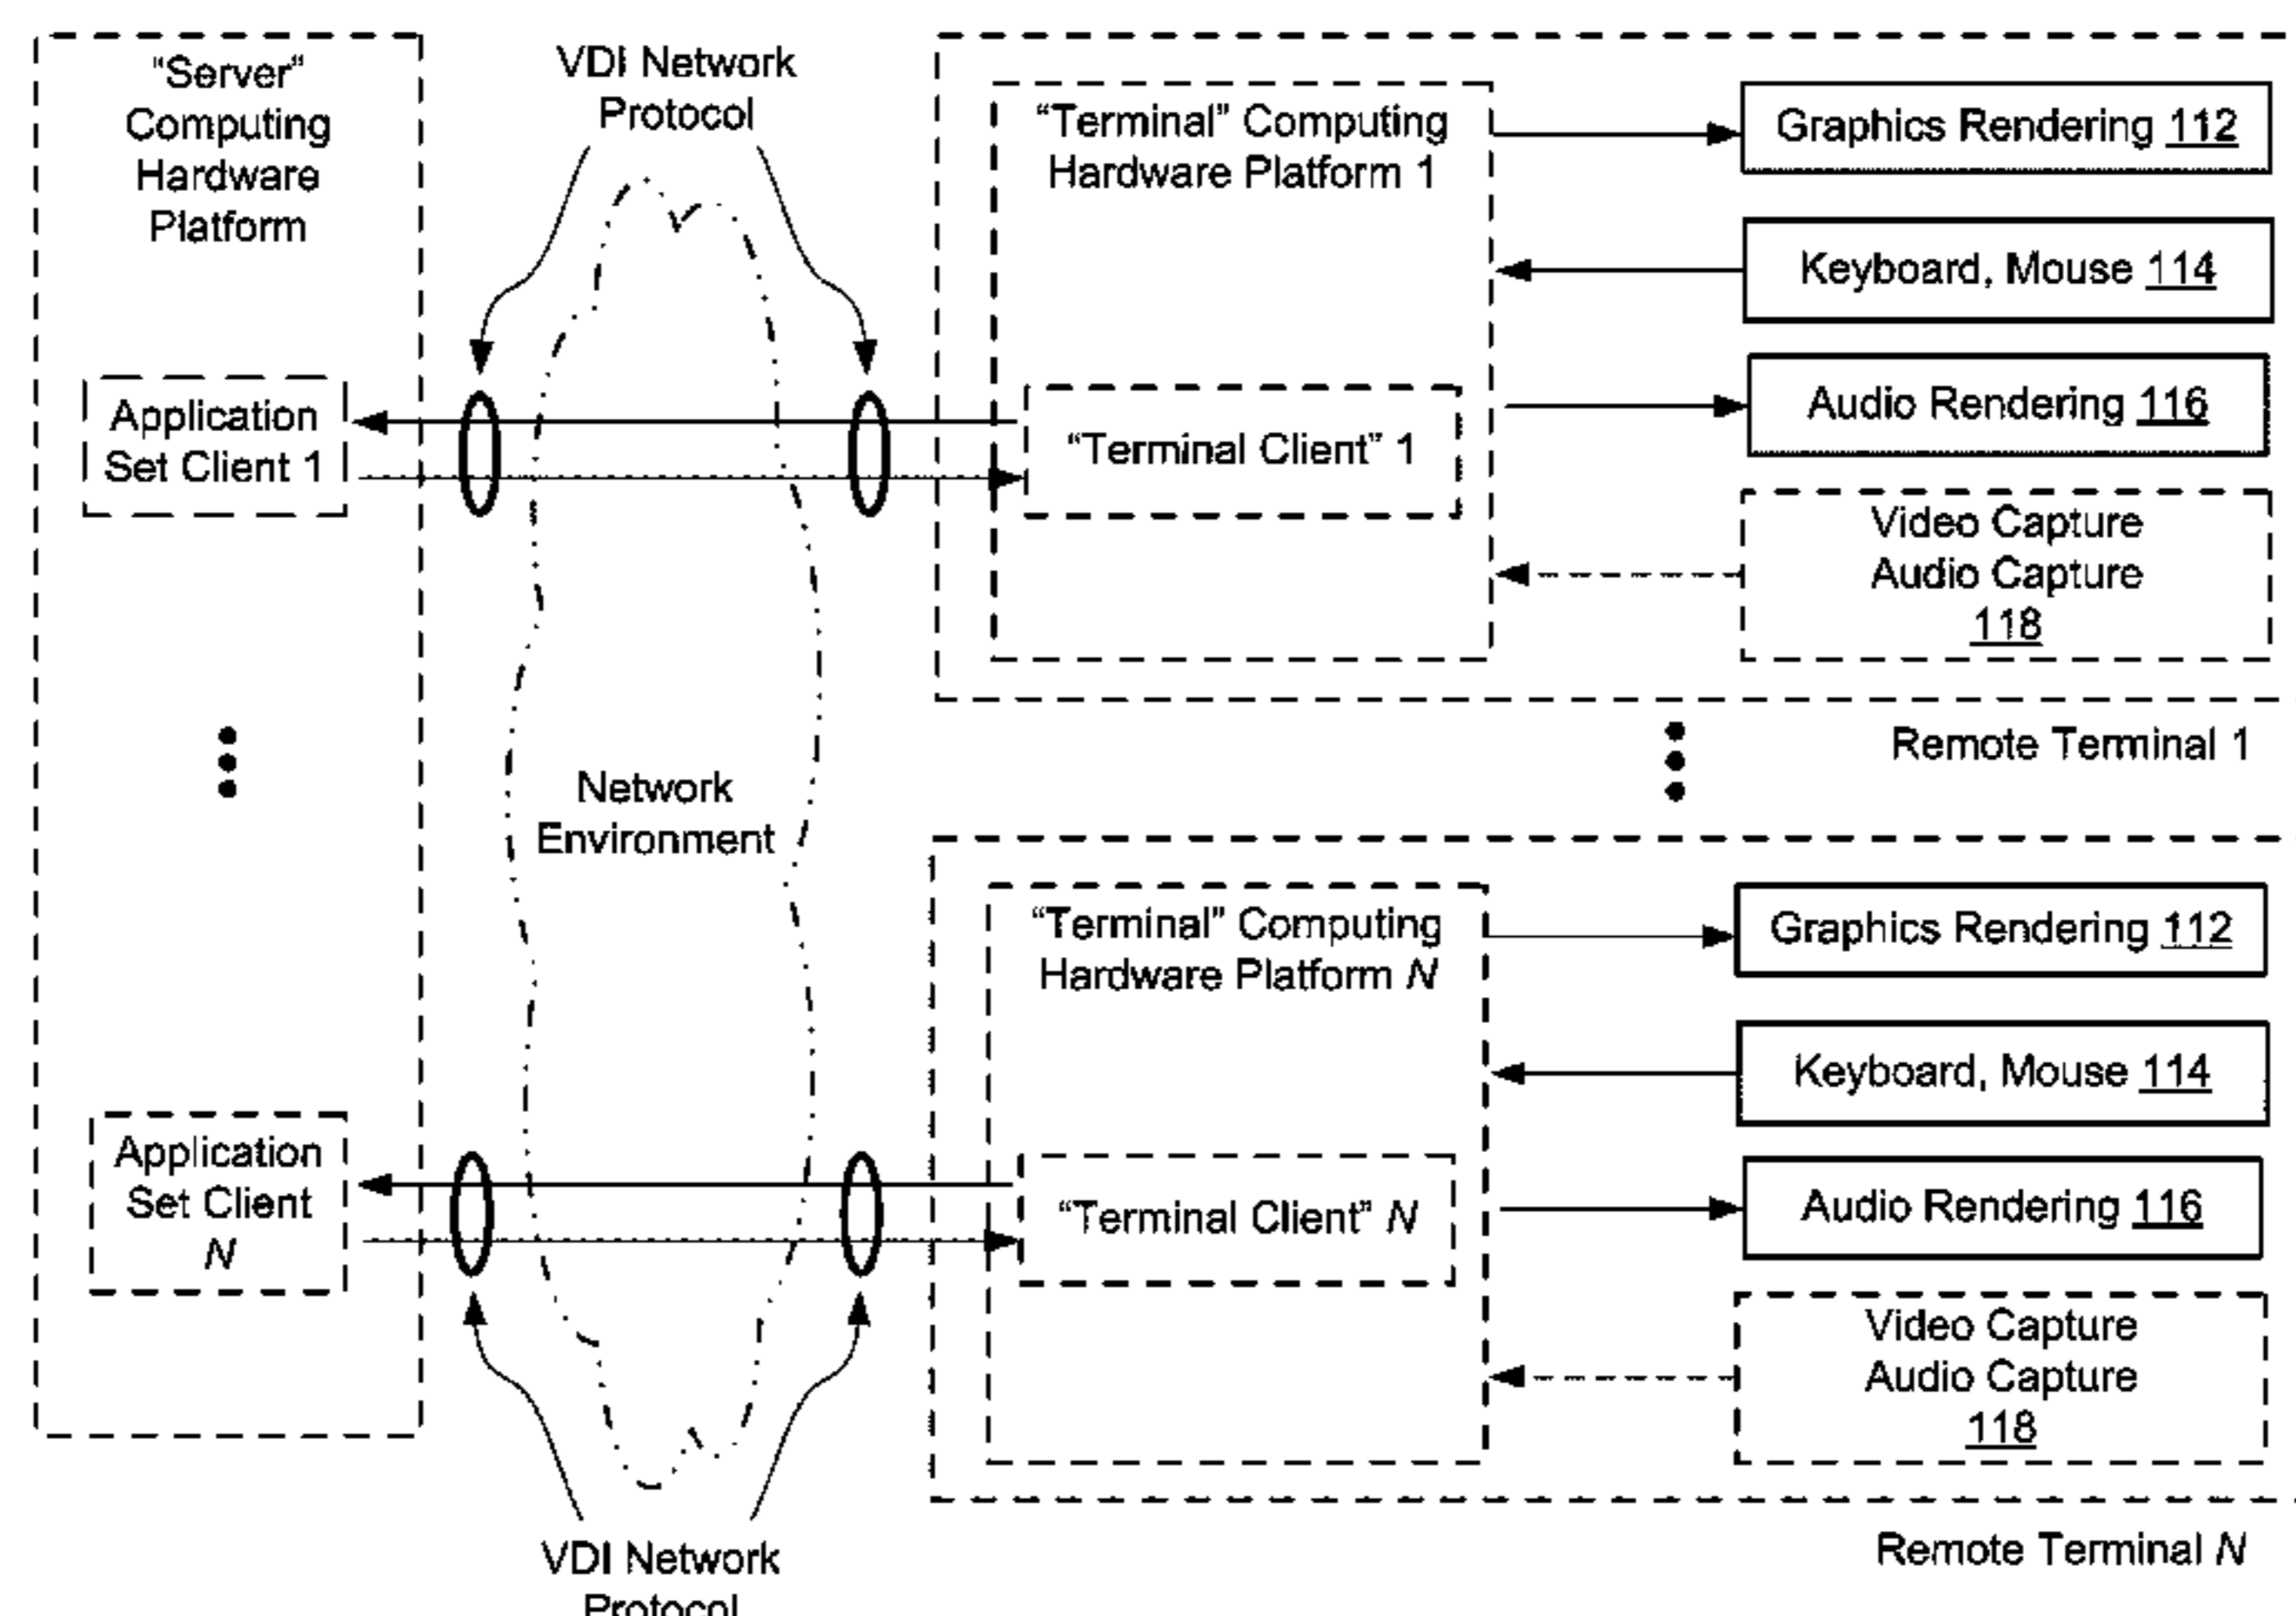 "Server"
Computing
Hardware
Platform
VDI Network
Protocol
"Terminal" Computing
Hardware Platform 1
Graphics Rendering 112
Keyboard, Mouse 114
Audio Rendering 116
Video Capture
Audio Capture
118
Application
Set Client 1
"Terminal Client" 1
Remote Terminal 1
Network
Environment
"Terminal" Computing
Hardware Platform N
Graphics Rendering 112
Keyboard, Mouse 114
Audio Rendering 116
Video Capture
Audio Capture
118
Application
Set Client
N
"Terminal Client" N
Remote Terminal N
VDI Network
Protocol